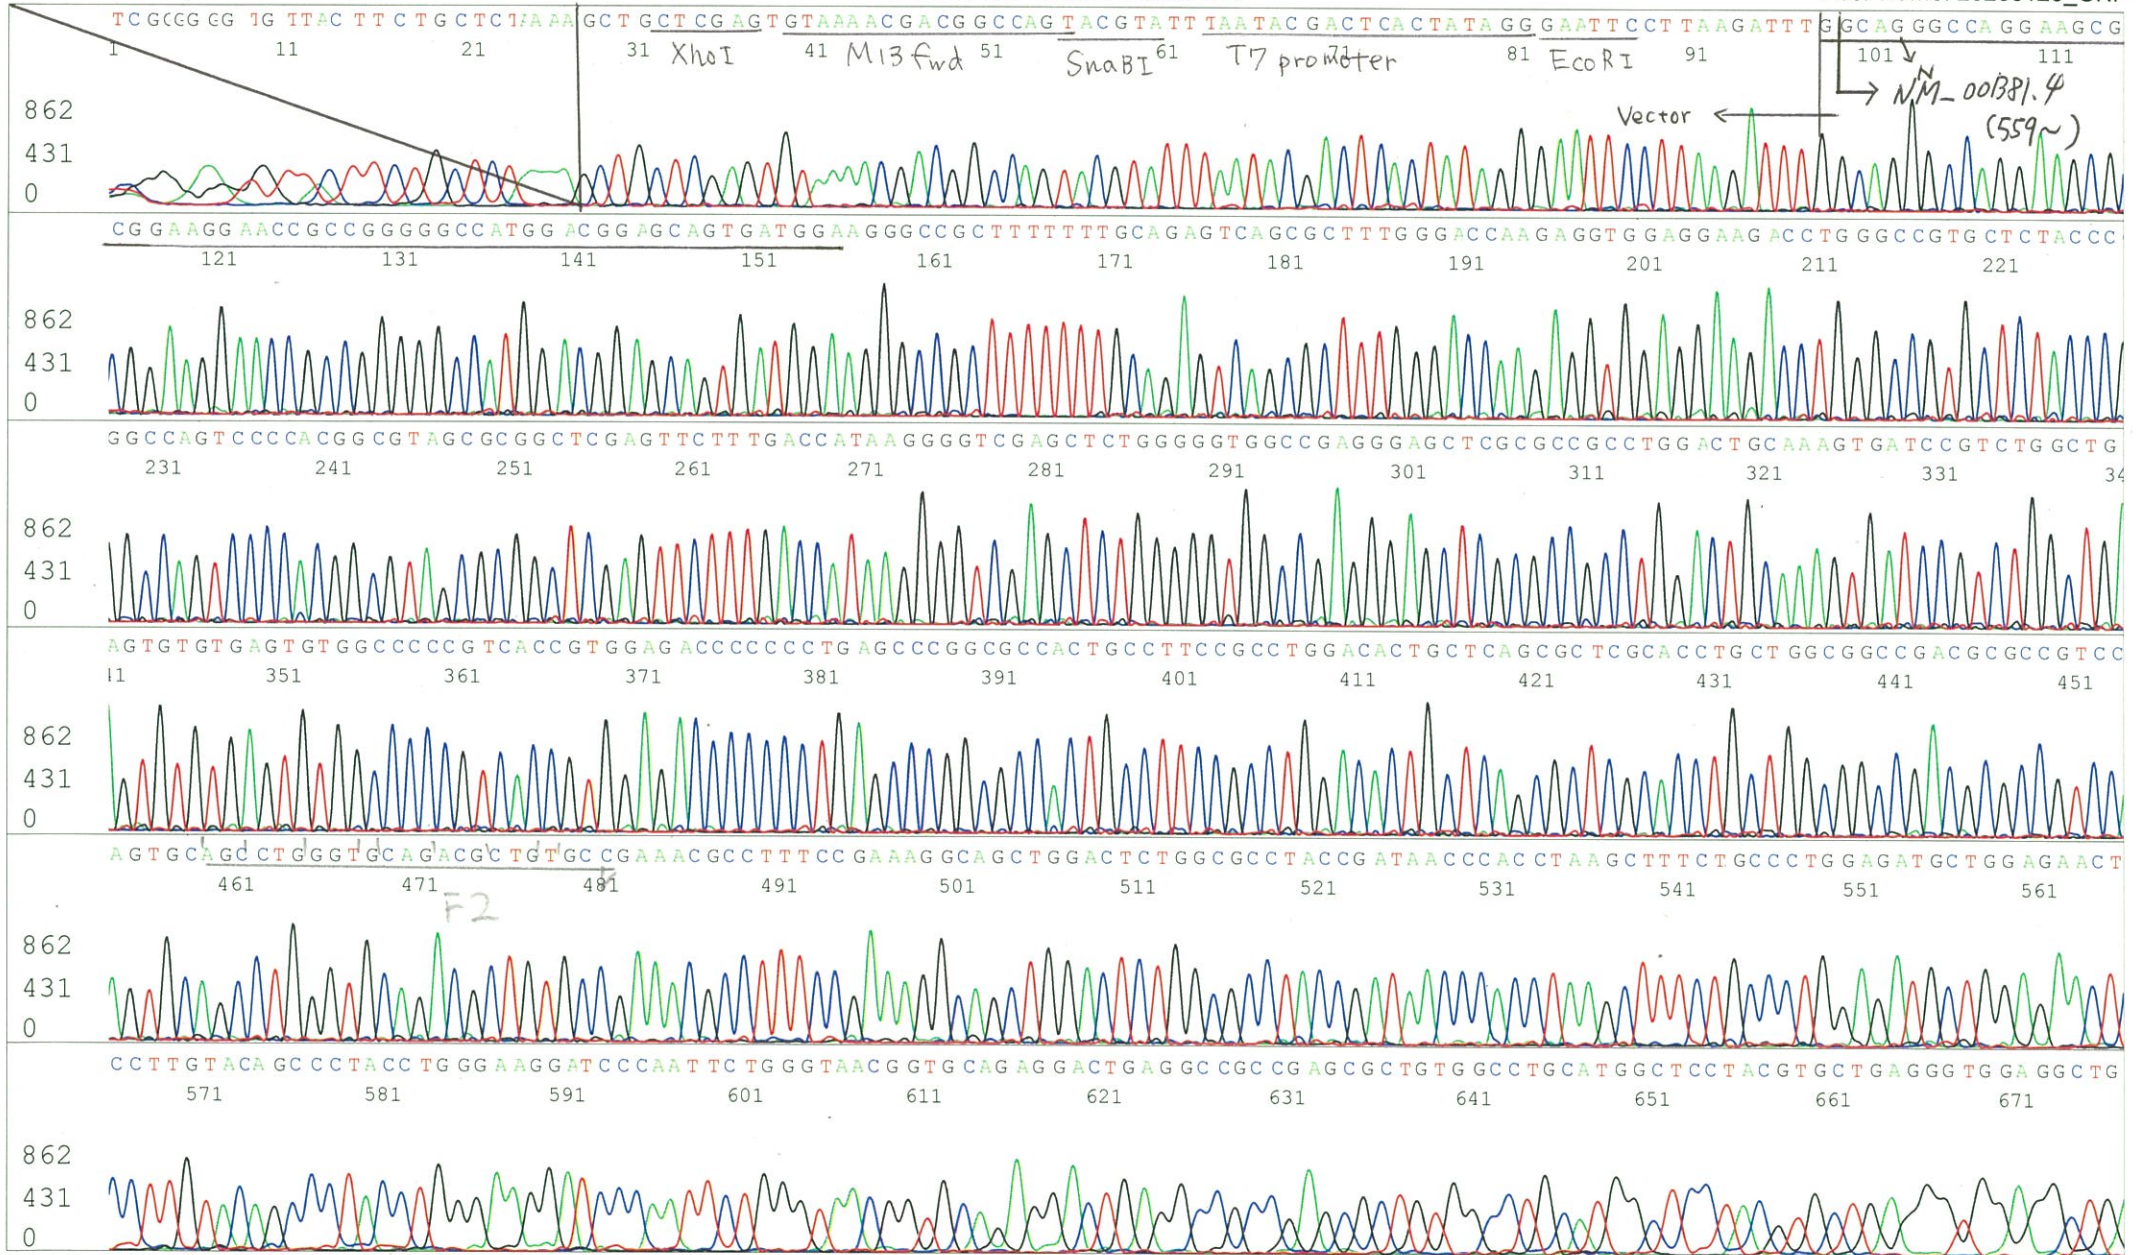 TCGCGGGGTGTTACTTCTGCTCTAAAAGCTGCTCGAGTGTAAAACGACGGCCAGTACGTATTTAATACGACTCACTATAGGGAATTCCTTAAGATTTGGCAGGGCCAGGAAGCG
1 11 21 31 41 51 61 71 81 91 101 111
XhoI M13 fwd SnaBI T7 promoter EcoRI
N
NM_001381.4
(559~)
Vector
862
431
0
CGGAAGGAACCGCCGGGGGCCATGGACGGAGCAGTGATGGAAGGGCCGCTTTTTTTGCAGAGTCAGCGCTTTGGGACCAAGAGGTGGAGGAAGACCTGGGCCGTGCTCTACCC
121 131 141 151 161 171 181 191 201 211 221
862
431
0
GGCCAGTCCCCACGGCGTAGCGCGGCTCGAGTTCTTTGACCATAAGGGGTCGAGCTCTGGGGGTGGCCGAGGGAGCTCGCGCCGCCTGGACTGCAAAGTGATCCGTCTGGCTG
231 241 251 261 271 281 291 301 311 321 331 34
862
431
0
AGTGTGTGAGTGTGGCCCCCGTCACCGTGGAGACCCCCCCTGAGCCCGGCGCCACTGCCTTCCGCCTGGACACTGCTCAGCGCTCGCACCTGCTGGCGGCCGACGCGCCGTCC
11 351 361 371 381 391 401 411 421 431 441 451
862
431
0
AGTGCAGCCTGGGTGCAGACGCTGTGCCGAAACGCCTTTCCGAAAGGCAGCTGGACTCTGGCGCCTACCGATAACCCACCTAAGCTTTCTGCCCTGGAGATGCTGGAGAACT
461 471 481 491 501 511 521 531 541 551 561
F2
862
431
0
CCTTGTACAGCCCTACCTGGGAAGGATCCCAATTCTGGGTAACGGTGCAGAGGACTGAGGCCGCCGAGCGCTGTGGCCTGCATGGCTCCTACGTGCTGAGGGTGGAGGCTG
571 581 591 601 611 621 631 641 651 661 671
862
431
0